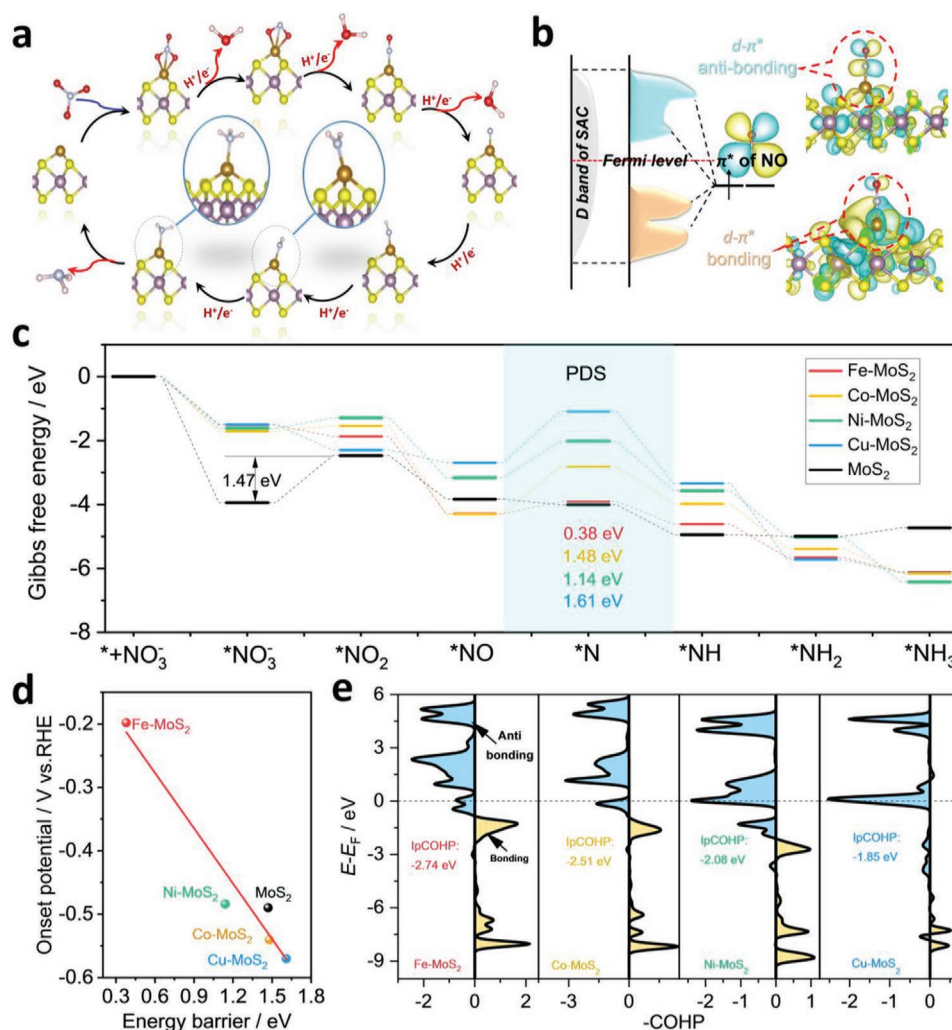 a
H⁺/e⁻
H⁺/e⁻
H⁺/e⁻
H⁺/e⁻
H⁺/e⁻
H⁺/e⁻
b
d-π*
anti-bonding
D band of SAC
Fermi level
π* of NO
d-π*
bonding
c
Gibbs free energy / eV
0
-2
-4
-6
-8
1.47 eV
PDS
0.38 eV
1.48 eV
1.14 eV
1.61 eV
Fe-MoS₂
Co-MoS₂
Ni-MoS₂
Cu-MoS₂
MoS₂
*+NO₃⁻
*NO₃⁻
*NO₂
*NO
*N
*NH
*NH₂
*NH₃
d
Onset potential / V vs.RHE
-0.2
-0.3
-0.4
-0.5
-0.6
Fe-MoS₂
Ni-MoS₂
MoS₂
Co-MoS₂
Cu-MoS₂
0.3 0.6 0.9 1.2 1.5 1.8
Energy barrier / eV
e
E-E_F / eV
6
3
0
-3
-6
-9
Anti
bonding
Bonding
IpCOHP:
-2.74 eV
Fe-MoS₂
IpCOHP:
-2.51 eV
Co-MoS₂
IpCOHP:
-2.08 eV
Ni-MoS₂
IpCOHP:
-1.85 eV
Cu-MoS₂
-2 -1 0 1 2 -3 0 -2 -1 0 1 -2 -1 0
-COHP